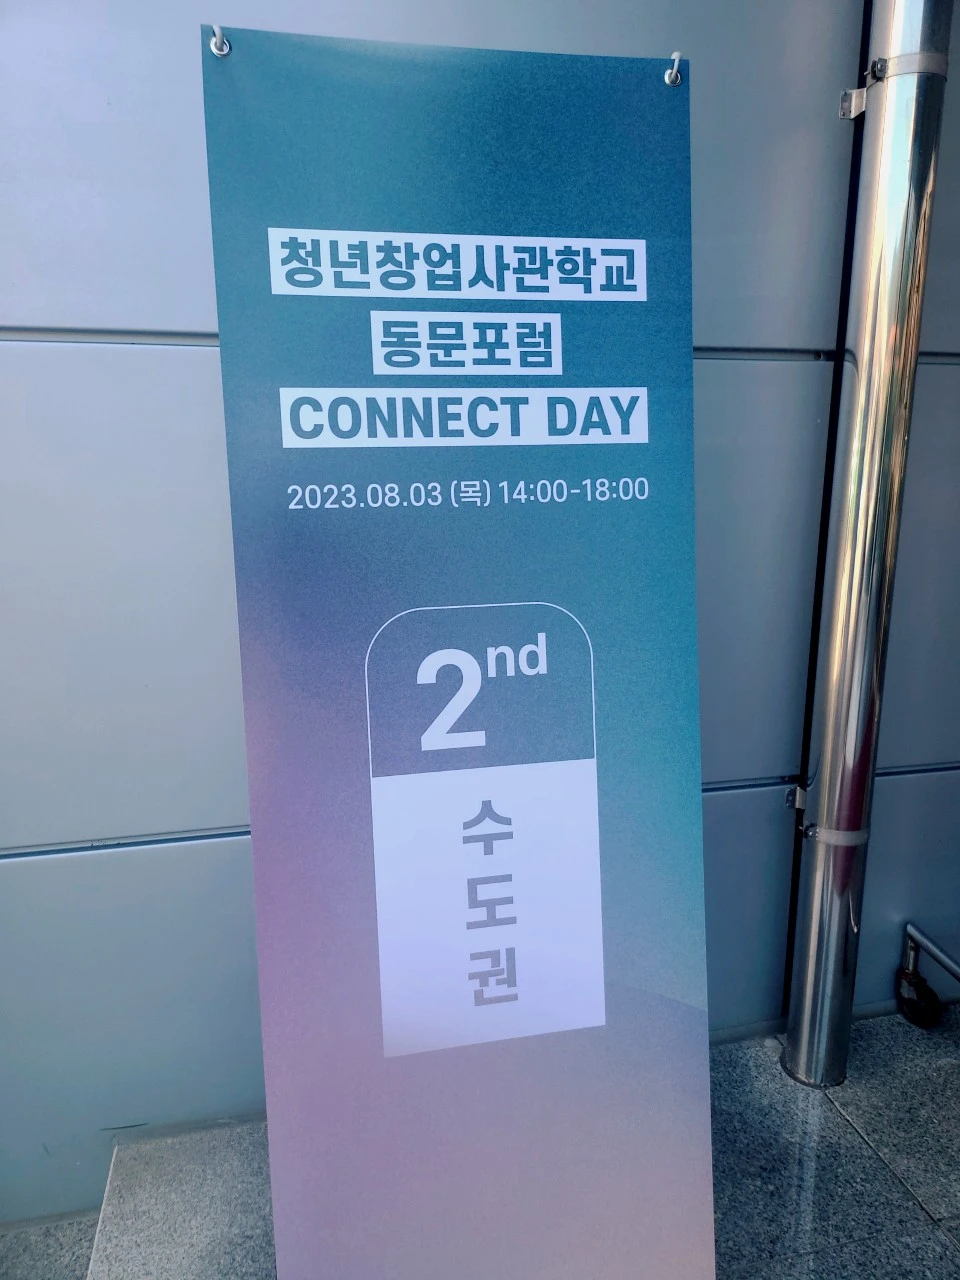 청년창업사관학교
동문포럼
CONNECT DAY
2023.08.03 (목) 14:00-18:00
2nd
수도권